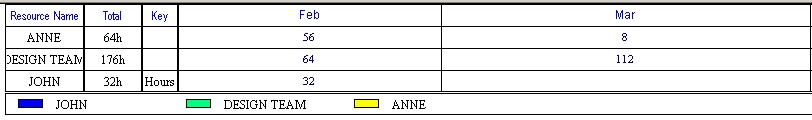 Resource Name Total Key Feb Mar
ANNE 64h 56 8
DESIGN TEAM 176h 64 112
JOHN 32h Hours 32
JOHN DESIGN TEAM ANNE